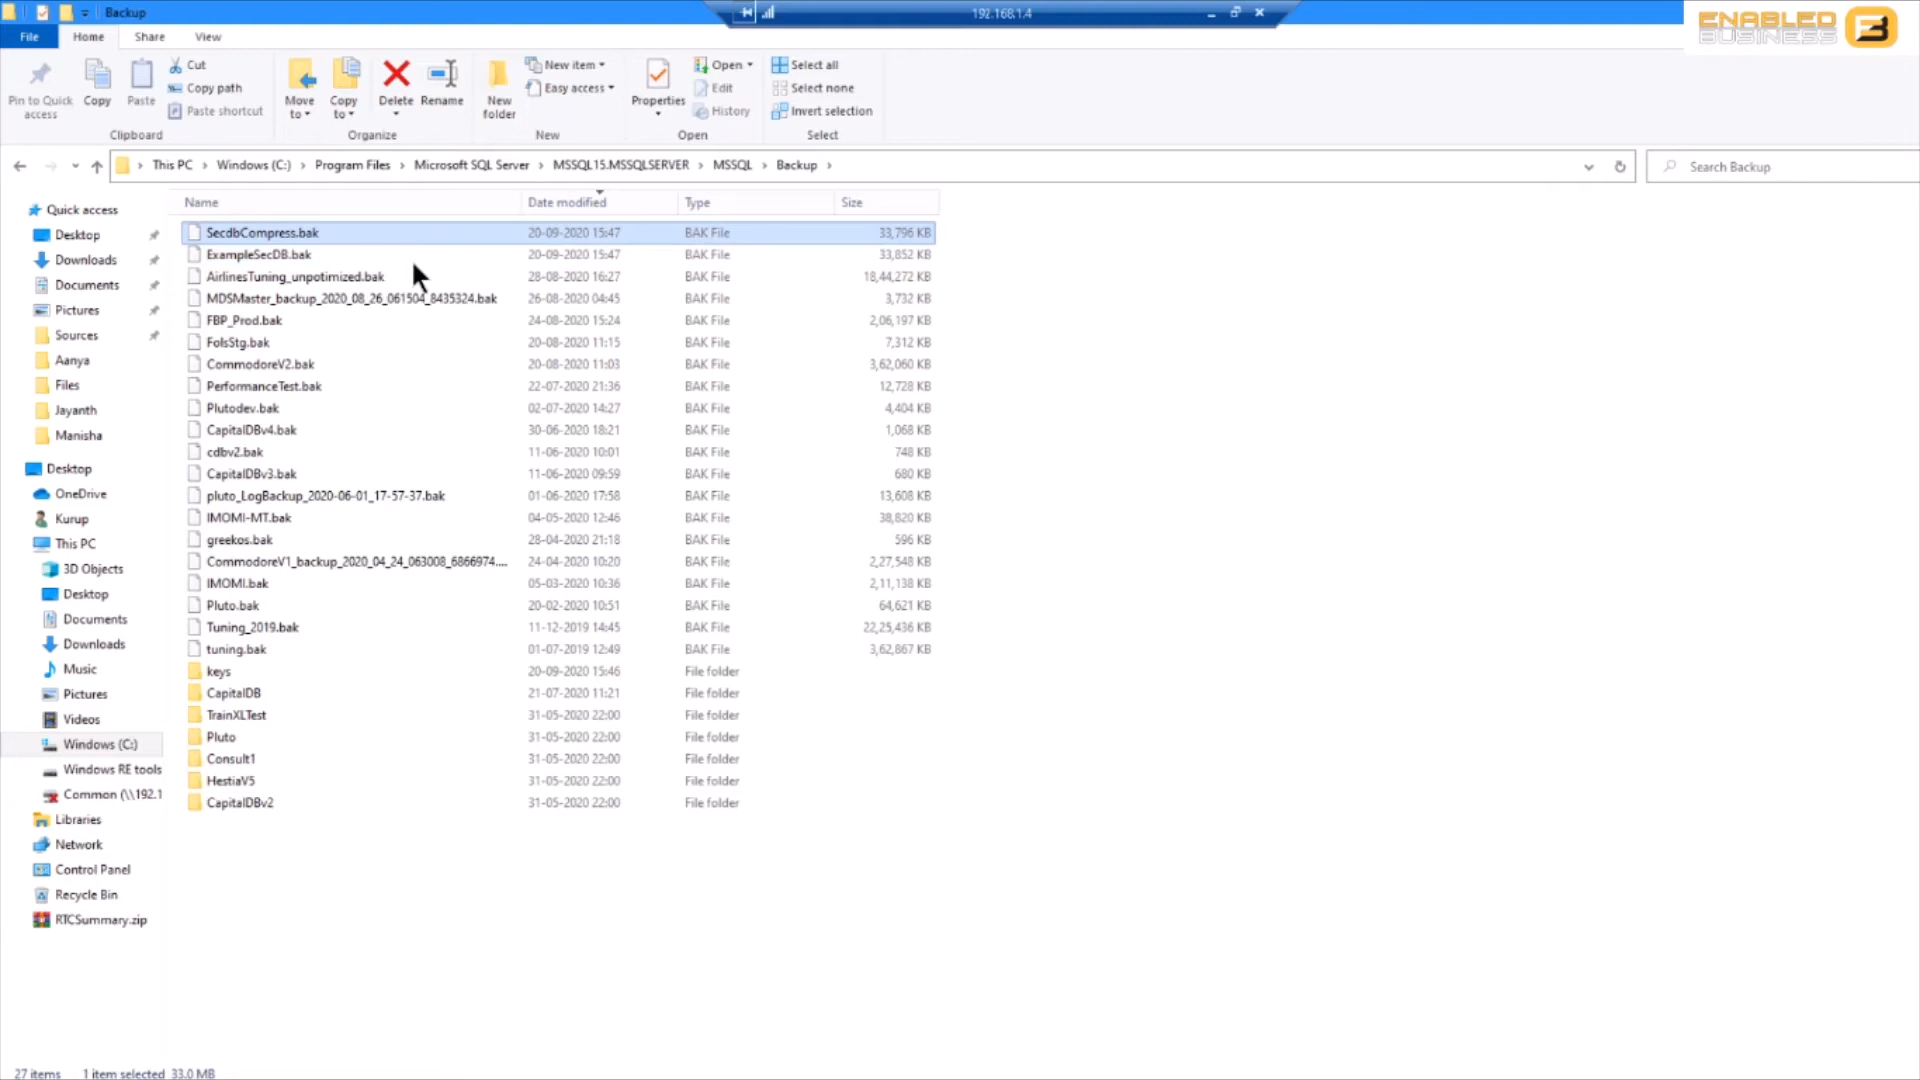 Backup
192.168.1.4
ENABLED
BUSINESS
File
Home
Share
View
Pin to Quick
access
Copy
Paste
Cut
Copy path
Paste shortcut
Clipboard
Move
to
Copy
to
Delete
Rename
Organize
New
folder
New item
Easy access
New
Properties
Open
Edit
History
Open
Select all
Select none
Invert selection
Select
This PC
Windows (C:)
Program Files
Microsoft SQL Server
MSSQL15.MSSQLSERVER
MSSQL
Backup
Search Backup
Quick access
Desktop
Downloads
Documents
Pictures
Sources
Aanya
Files
Jayanth
Manisha
Desktop
OneDrive
Kurup
This PC
3D Objects
Desktop
Documents
Downloads
Music
Pictures
Videos
Windows (C:)
Windows RE tools
Common (\\192.1
Libraries
Network
Control Panel
Recycle Bin
RTCSummary.zip
Name Date modified Type Size
SecdbCompress.bak 20-09-2020 15:47 BAK File 33,796 KB
ExampleSecDB.bak 20-09-2020 15:47 BAK File 33,852 KB
AirlinesTuning_unpotimized.bak 28-08-2020 16:27 BAK File 18,44,272 KB
MDSMaster_backup_2020_08_26_061504_8435324.bak 26-08-2020 04:45 BAK File 3,732 KB
FBP_Prod.bak 24-08-2020 15:24 BAK File 2,06,197 KB
FolsStg.bak 20-08-2020 11:15 BAK File 7,312 KB
CommodoreV2.bak 20-08-2020 11:03 BAK File 3,62,060 KB
PerformanceTest.bak 22-07-2020 21:36 BAK File 12,728 KB
Plutodev.bak 02-07-2020 14:27 BAK File 4,404 KB
CapitalDBv4.bak 30-06-2020 18:21 BAK File 1,068 KB
cdbv2.bak 11-06-2020 10:01 BAK File 748 KB
CapitalDBv3.bak 11-06-2020 09:59 BAK File 680 KB
pluto_LogBackup_2020-06-01_17-57-37.bak 01-06-2020 17:58 BAK File 13,608 KB
IMOMI-MT.bak 04-05-2020 12:46 BAK File 38,820 KB
greekos.bak 28-04-2020 21:18 BAK File 596 KB
CommodoreV1_backup_2020_04_24_063008_6866974.... 24-04-2020 10:20 BAK File 2,27,548 KB
IMOMI.bak 05-03-2020 10:36 BAK File 2,11,138 KB
Pluto.bak 20-02-2020 10:51 BAK File 64,621 KB
Tuning_2019.bak 11-12-2019 14:45 BAK File 22,25,436 KB
tuning.bak 01-07-2019 12:49 BAK File 3,62,867 KB
keys 20-09-2020 15:46 File folder
CapitalDB 21-07-2020 11:21 File folder
TrainXLTest 31-05-2020 22:00 File folder
Pluto 31-05-2020 22:00 File folder
Consult1 31-05-2020 22:00 File folder
HestiaV5 31-05-2020 22:00 File folder
CapitalDBv2 31-05-2020 22:00 File folder
27 items 1 item selected 33.0 MB